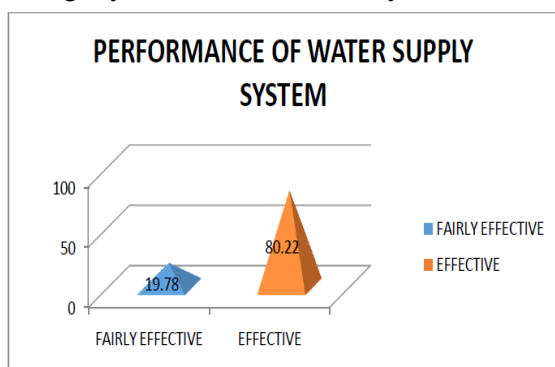 PERFORMANCE OF WATER SUPPLY
SYSTEM
100
50
0
19.78
80.22
FAIRLY EFFECTIVE
EFFECTIVE
FAIRLY EFFECTIVE
EFFECTIVE